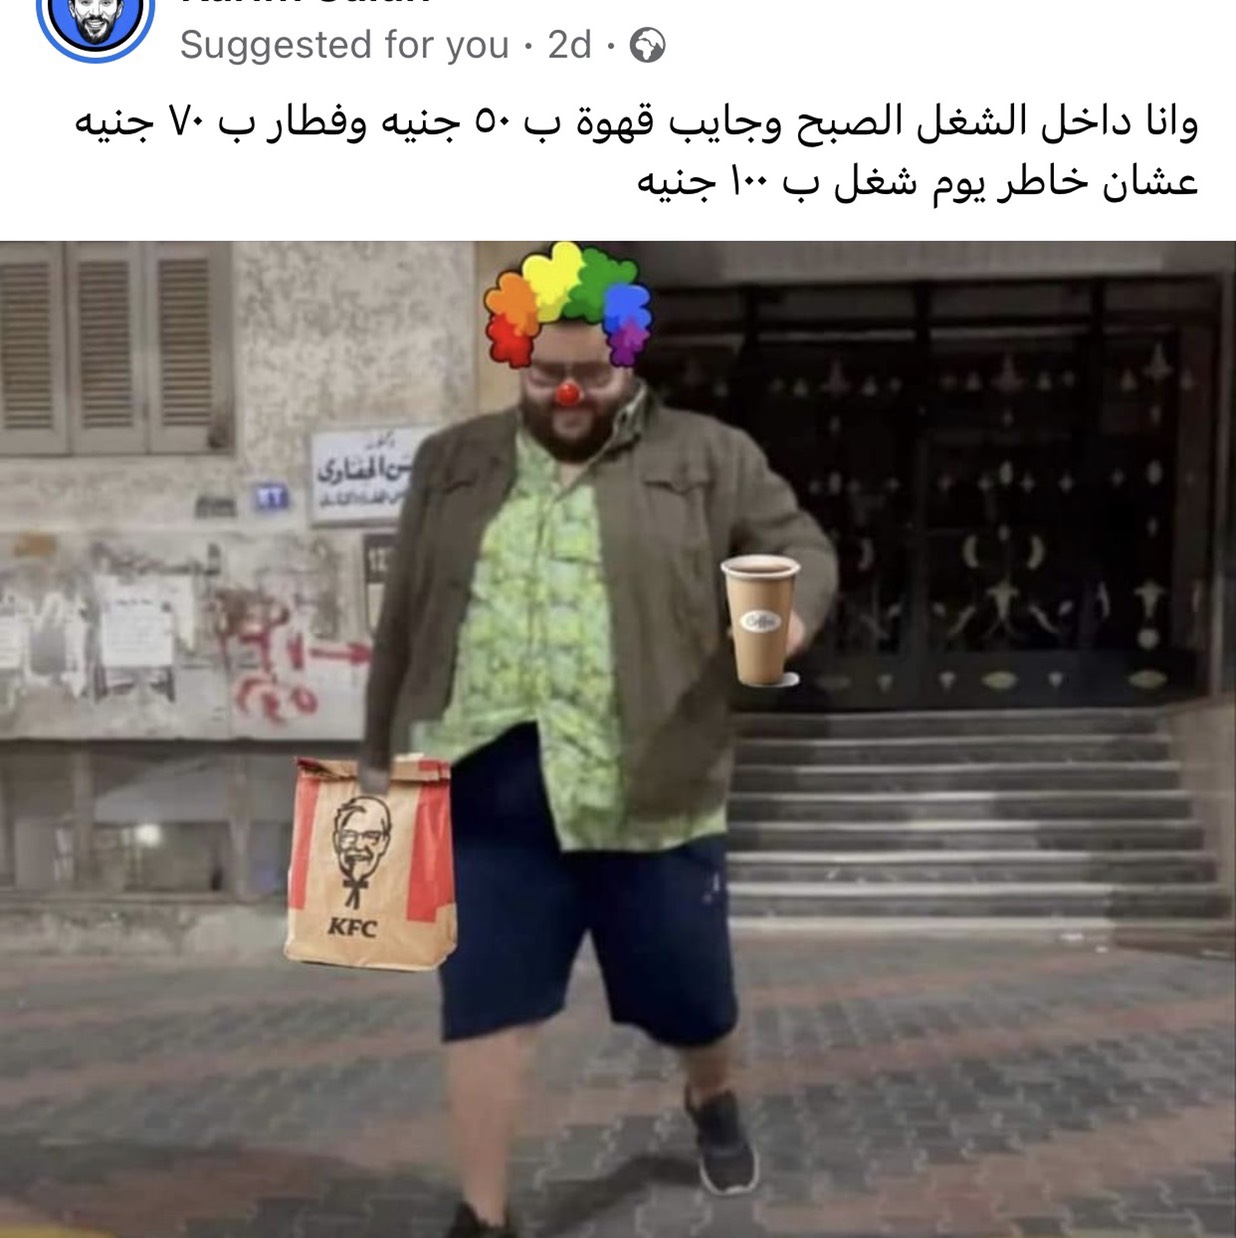 Suggested for you · 2d ·
وانا داخل الشغل الصبح وجايب قهوة ب ٥٠ جنيه وفطار ب ٧٠ جنيه
عشان خاطر يوم شغل ب ١٠٠ جنيه
Coffee
KFC